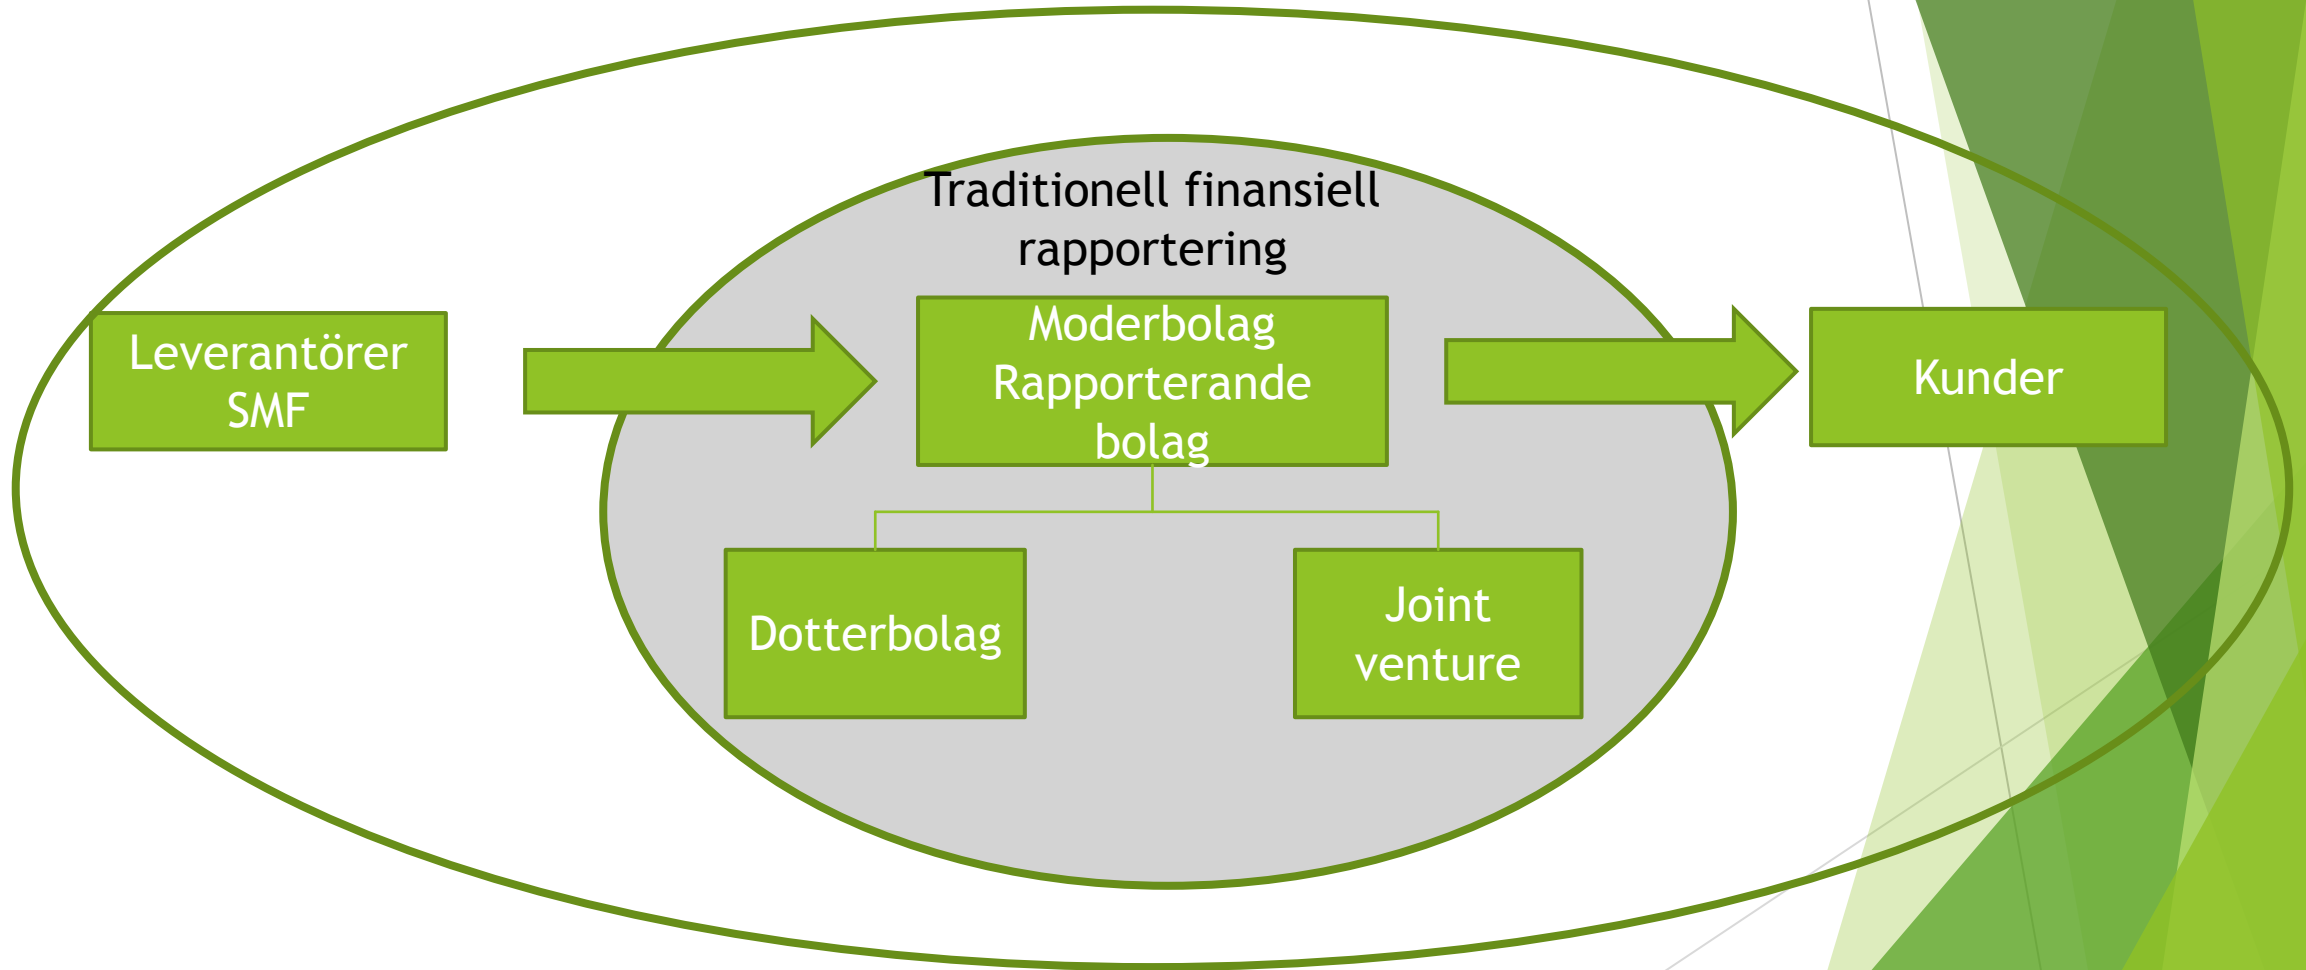 Traditionell finansiell
rapportering
Leverantörer
SMF
Moderbolag
Rapporterande
bolag
Kunder
Dotterbolag
Joint
venture